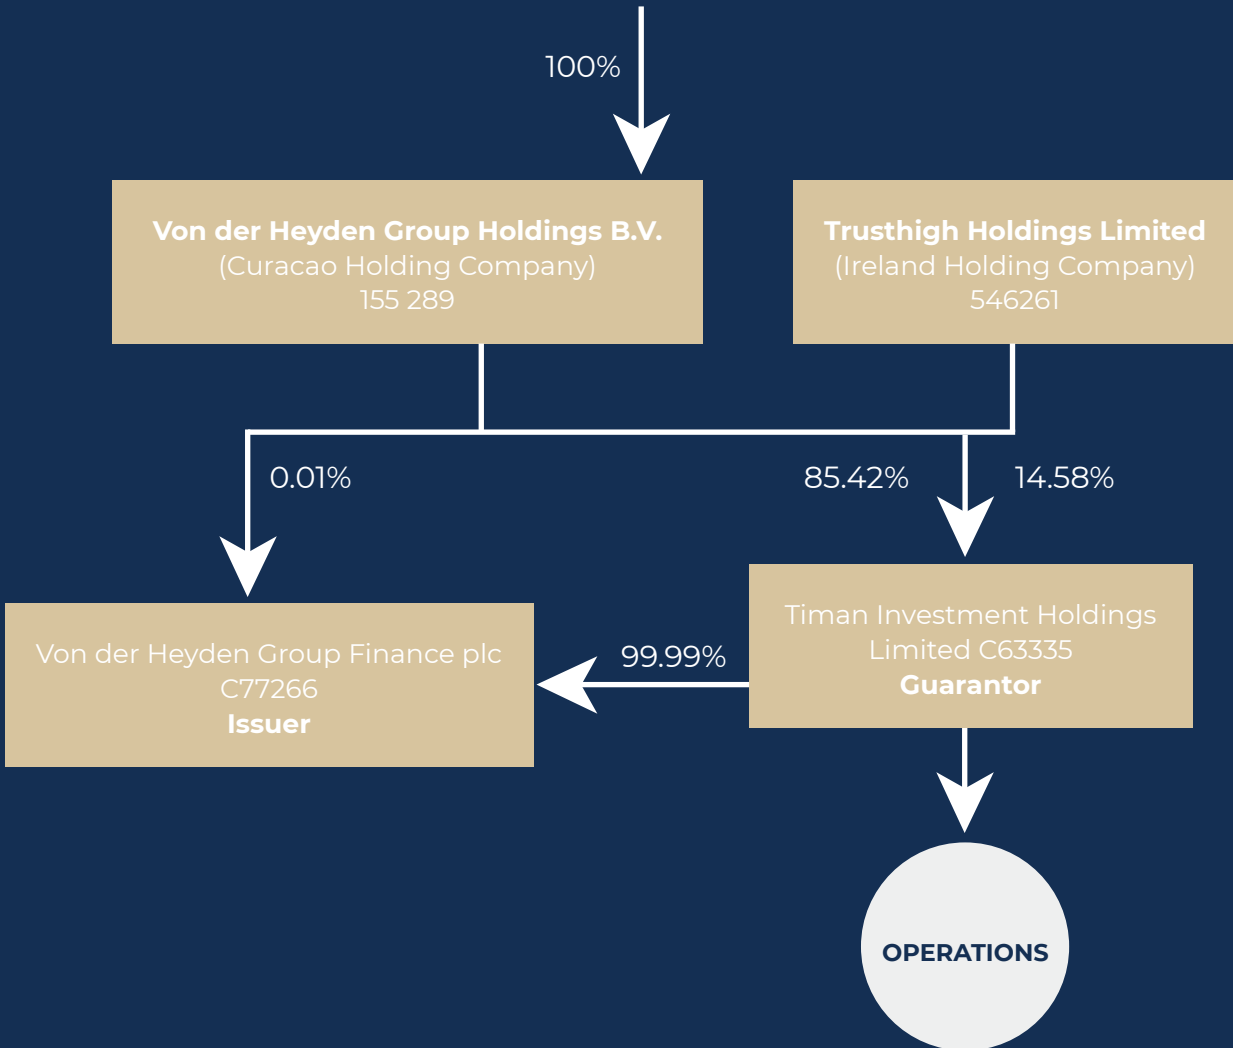 100%
Von der Heyden Group Holdings B.V.
(Curacao Holding Company)
155 289
Trusthigh Holdings Limited
(Ireland Holding Company)
546261
0.01%
85.42%
14.58%
Von der Heyden Group Finance plc
C77266
Issuer
99.99%
Timan Investment Holdings
Limited C63335
Guarantor
OPERATIONS